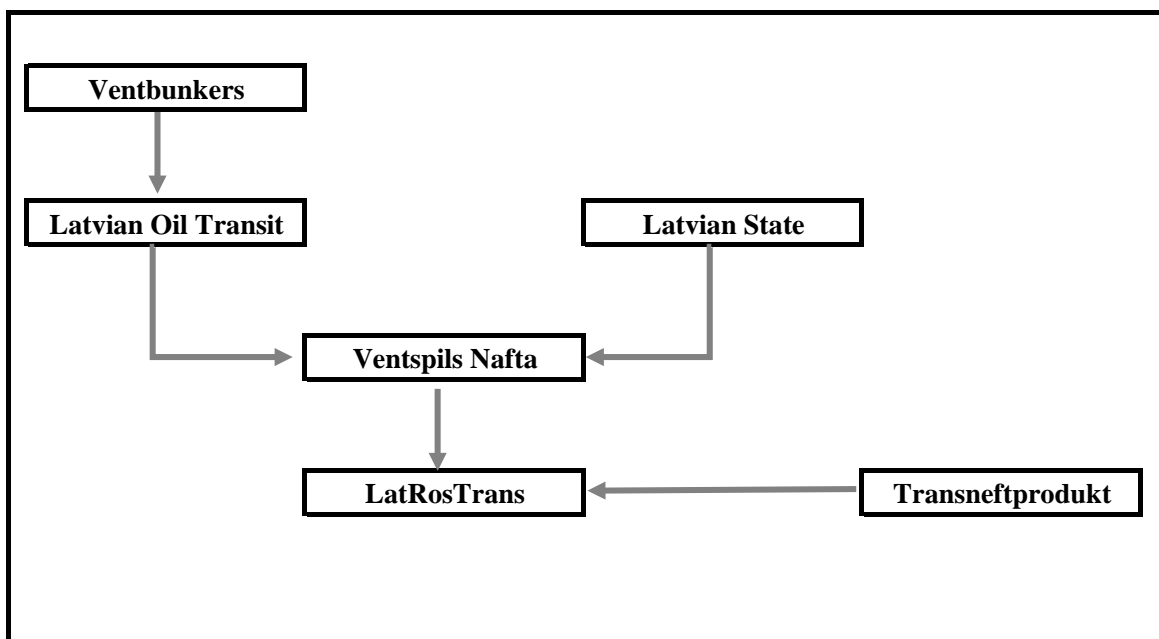 Ventbunkers
Latvian Oil Transit
Latvian State
Ventspils Nafta
LatRosTrans
Transneftprodukt